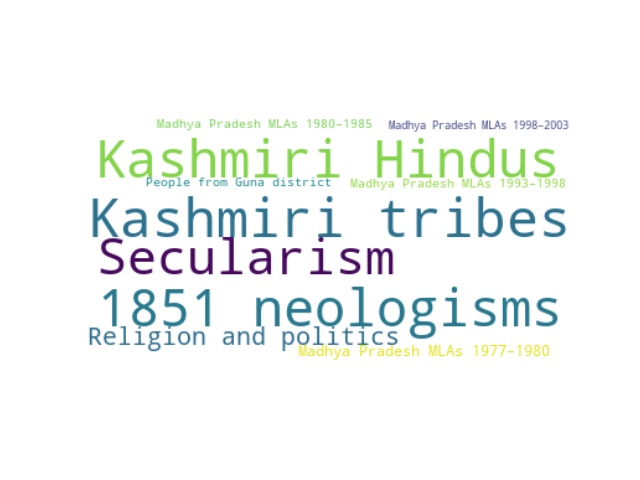 Madhya Pradesh MLAs 1980–1985
Madhya Pradesh MLAs 1998–2003
Kashmiri Hindus
People from Guna district
Madhya Pradesh MLAs 1993–1998
Kashmiri tribes
Secularism
1851 neologisms
Religion and politics
Madhya Pradesh MLAs 1977–1980